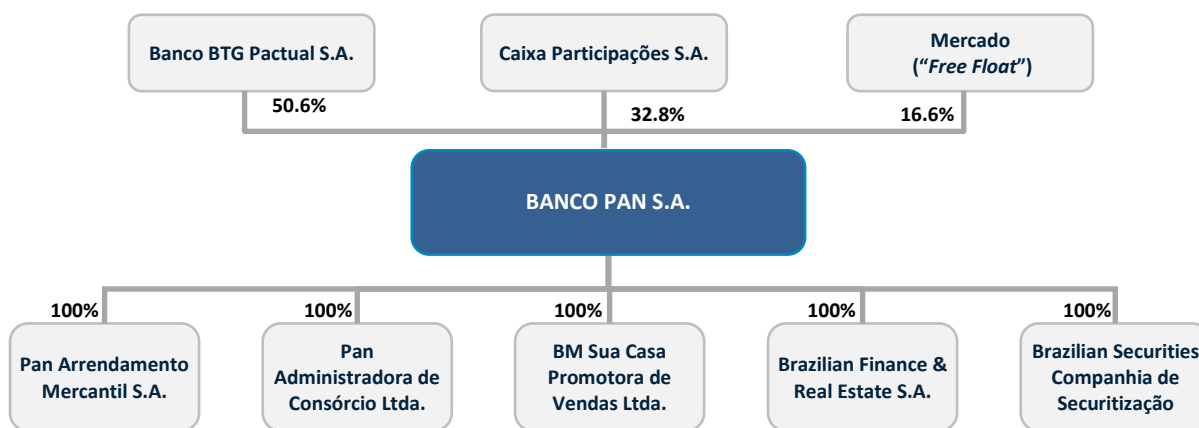 Banco BTG Pactual S.A.
Caixa Participações S.A.
Mercado
(“Free Float”)
50.6%
32.8%
16.6%
BANCO PAN S.A.
100%
100%
100%
100%
100%
Pan Arrendamento
Mercantil S.A.
Pan
Administradora de
Consórcio Ltda.
BM Sua Casa
Promotora de
Vendas Ltda.
Brazilian Finance &
Real Estate S.A.
Brazilian Securities
Companhia de
Securitização